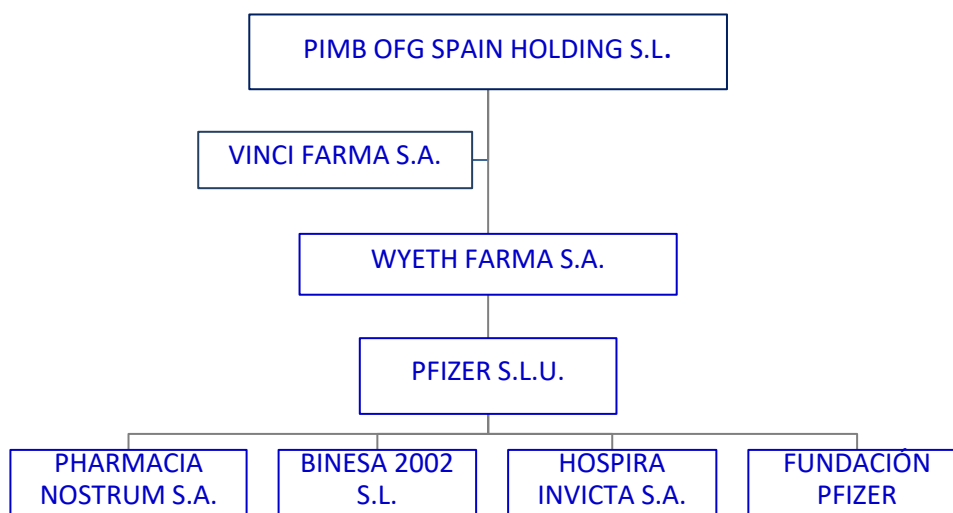 PIMB OFG SPAIN HOLDING S.L.
VINCI FARMA S.A.
WYETH FARMA S.A.
PFIZER S.L.U.
PHARMACIA
NOSTRUM S.A.
BINESA 2002
S.L.
HOSPIRA
INVICTA S.A.
FUNDACIÓN
PFIZER